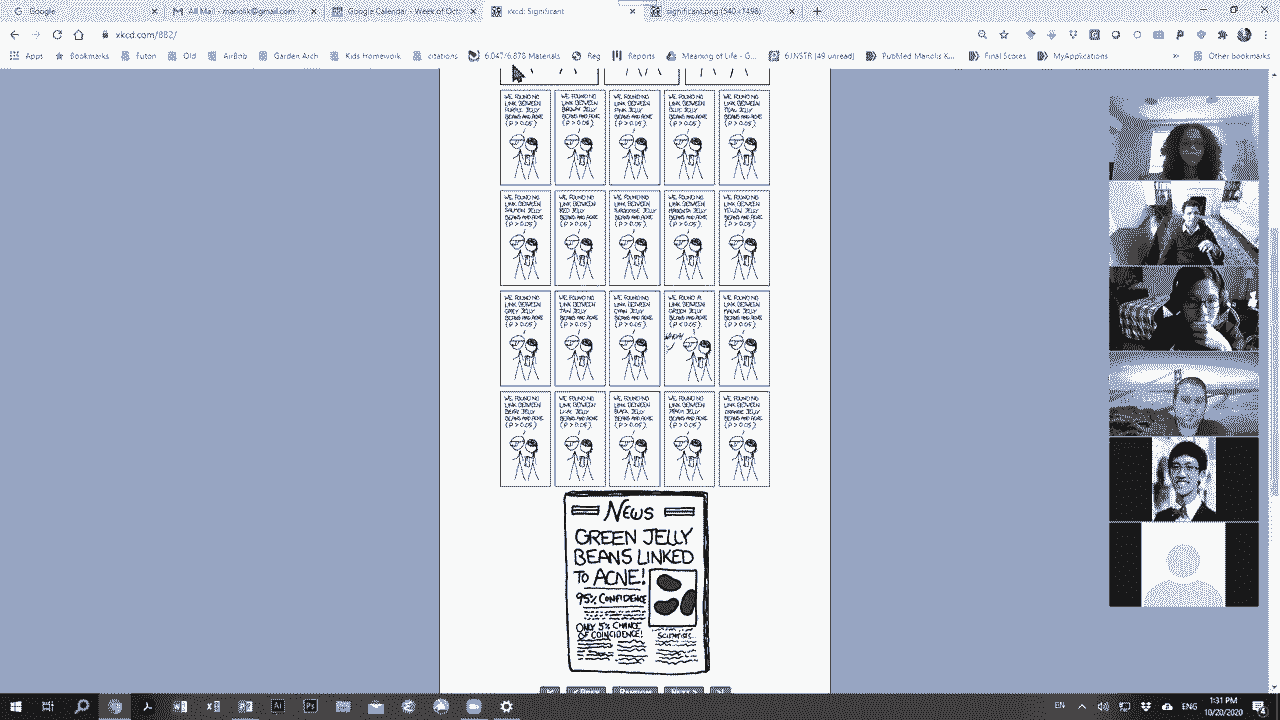 Google
All Mail - manolik@gmail.com
Google Calendar - Week of Octo
xkcd: Significant
significant.png (540×1498)
xkcd.com/882/
Apps
Bookmarks
Futon
Old
AirBnb
Garden Arch
Kids Homework
citations
6.047/6.878 Materials
Reg
Reports
Meaning of Life - G...
6.INSTR (49 unread)
PubMed Manolis K...
Final Scores
MyApplications
»
Other bookmarks
WE FOUND NO
LINK BETWEEN
PURPLE JELLY
BEANS AND ACNE
(P > 0.05).
WE FOUND NO
LINK BETWEEN
BROWN JELLY
BEANS AND ACNE
(P > 0.05).
WE FOUND NO
LINK BETWEEN
PINK JELLY
BEANS AND ACNE
(P > 0.05).
WE FOUND NO
LINK BETWEEN
BLUE JELLY
BEANS AND ACNE
(P > 0.05).
WE FOUND NO
LINK BETWEEN
TEAL JELLY
BEANS AND ACNE
(P > 0.05).
WE FOUND NO
LINK BETWEEN
SALMON JELLY
BEANS AND ACNE
(P > 0.05).
WE FOUND NO
LINK BETWEEN
RED JELLY
BEANS AND ACNE
(P > 0.05).
WE FOUND NO
LINK BETWEEN
TURQUOISE JELLY
BEANS AND ACNE
(P > 0.05).
WE FOUND NO
LINK BETWEEN
MAGENTA JELLY
BEANS AND ACNE
(P > 0.05).
WE FOUND NO
LINK BETWEEN
YELLOW JELLY
BEANS AND ACNE
(P > 0.05).
WE FOUND NO
LINK BETWEEN
GREY JELLY
BEANS AND ACNE
(P > 0.05).
WE FOUND NO
LINK BETWEEN
TAN JELLY
BEANS AND ACNE
(P > 0.05).
WE FOUND NO
LINK BETWEEN
CYAN JELLY
BEANS AND ACNE
(P > 0.05).
WE FOUND A
LINK BETWEEN
GREEN JELLY
BEANS AND ACNE
(P < 0.05).
WHOA!
WE FOUND NO
LINK BETWEEN
MAUVE JELLY
BEANS AND ACNE
(P > 0.05).
WE FOUND NO
LINK BETWEEN
BEIGE JELLY
BEANS AND ACNE
(P > 0.05).
WE FOUND NO
LINK BETWEEN
LILAC JELLY
BEANS AND ACNE
(P > 0.05).
WE FOUND NO
LINK BETWEEN
BLACK JELLY
BEANS AND ACNE
(P > 0.05).
WE FOUND NO
LINK BETWEEN
PEACH JELLY
BEANS AND ACNE
(P > 0.05).
WE FOUND NO
LINK BETWEEN
ORANGE JELLY
BEANS AND ACNE
(P > 0.05).
NEWS
GREEN JELLY
BEANS LINKED
TO ACNE!
95% CONFIDENCE
ONLY 5% CHANCE
OF COINCIDENCE!
SCIENTISTS...
Ai
Ps
EN
ENG
1:31 PM
10/20/2020